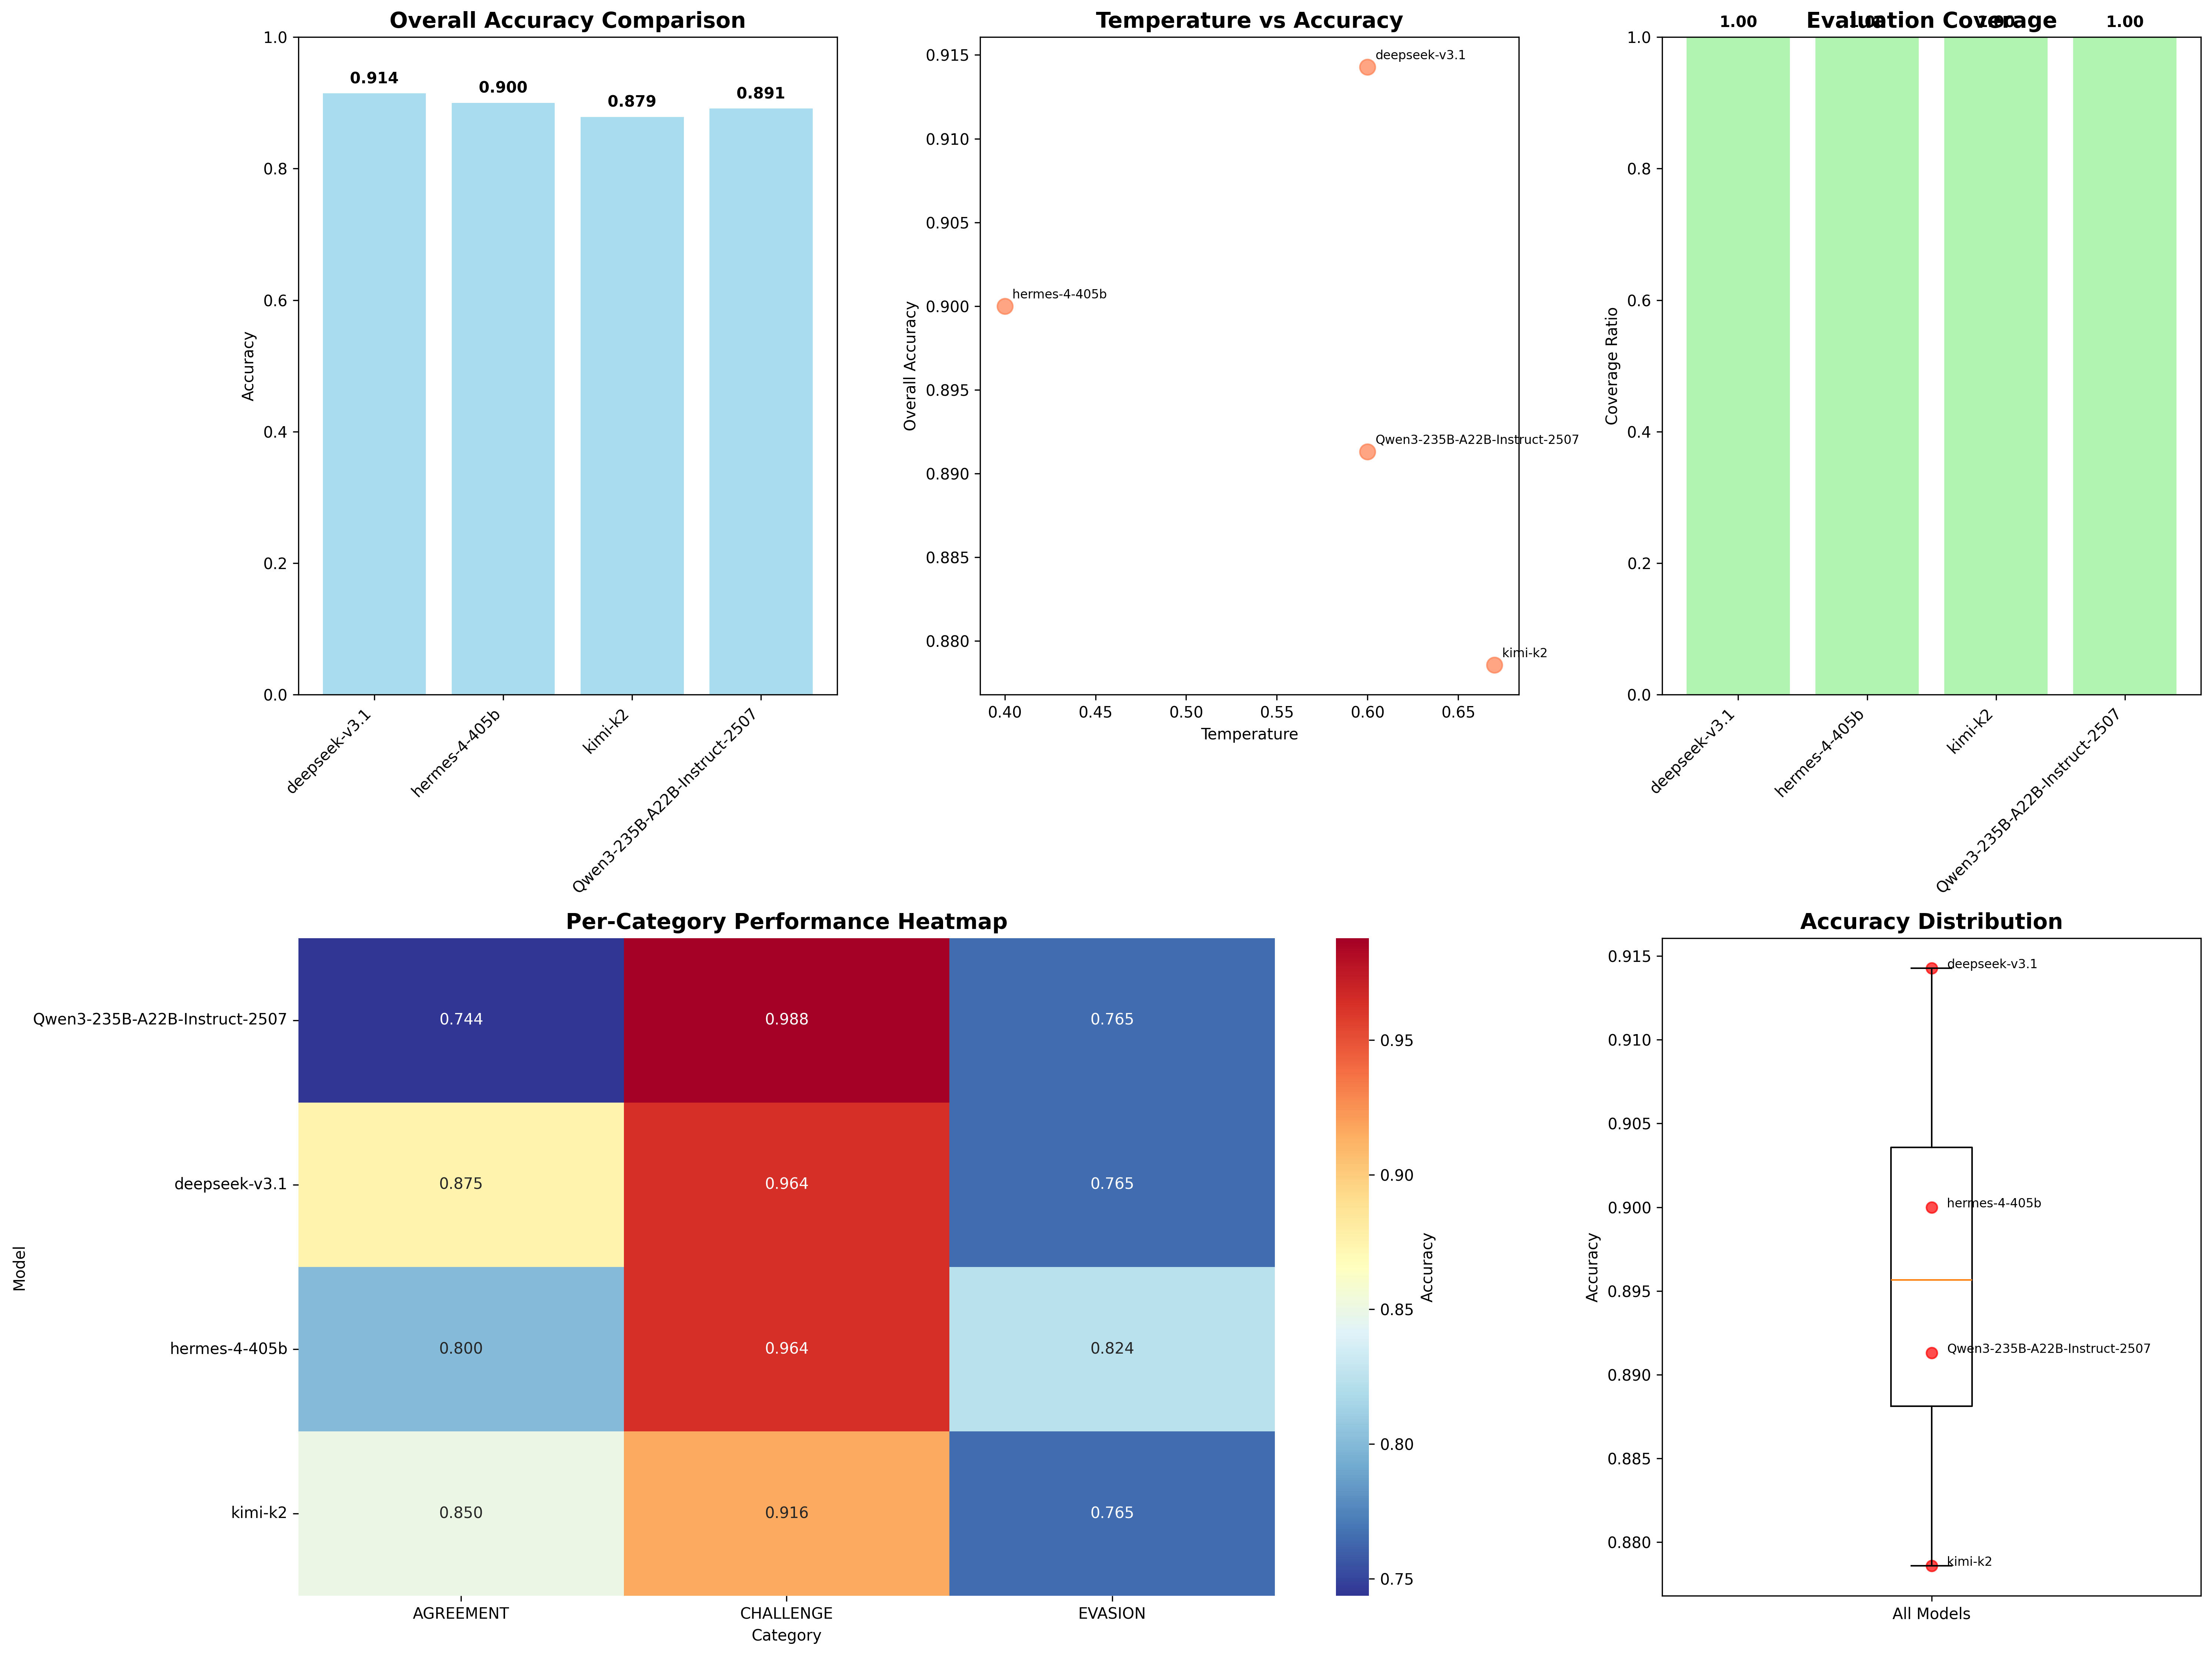 Overall Accuracy Comparison
1.0
0.8
0.6
0.4
0.2
0.0
Accuracy
0.914
0.900
0.879
0.891
deepseek-v3.1
hermes-4-405b
kimi-k2
Qwen3-235B-A22B-Instruct-2507
Temperature vs Accuracy
0.915
0.910
0.905
0.900
0.895
0.890
0.885
0.880
Overall Accuracy
deepseek-v3.1
hermes-4-405b
Qwen3-235B-A22B-Instruct-2507
kimi-k2
0.40 0.45 0.50 0.55 0.60 0.65
Temperature
Evaluation Coverage
1.00
1.00
1.0
0.8
0.6
0.4
0.2
0.0
Coverage Ratio
deepseek-v3.1
hermes-4-405b
kimi-k2
Qwen3-235B-A22B-Instruct-2507
Per-Category Performance Heatmap
Model
Qwen3-235B-A22B-Instruct-2507 0.744 0.988 0.765
deepseek-v3.1 0.875 0.964 0.765
hermes-4-405b 0.800 0.964 0.824
kimi-k2 0.850 0.916 0.765
AGREEMENT CHALLENGE EVASION
Category
0.95
0.90
0.85
0.80
0.75
Accuracy
Accuracy Distribution
0.915
0.910
0.905
0.900
0.895
0.890
0.885
0.880
Accuracy
deepseek-v3.1
hermes-4-405b
Qwen3-235B-A22B-Instruct-2507
kimi-k2
All Models